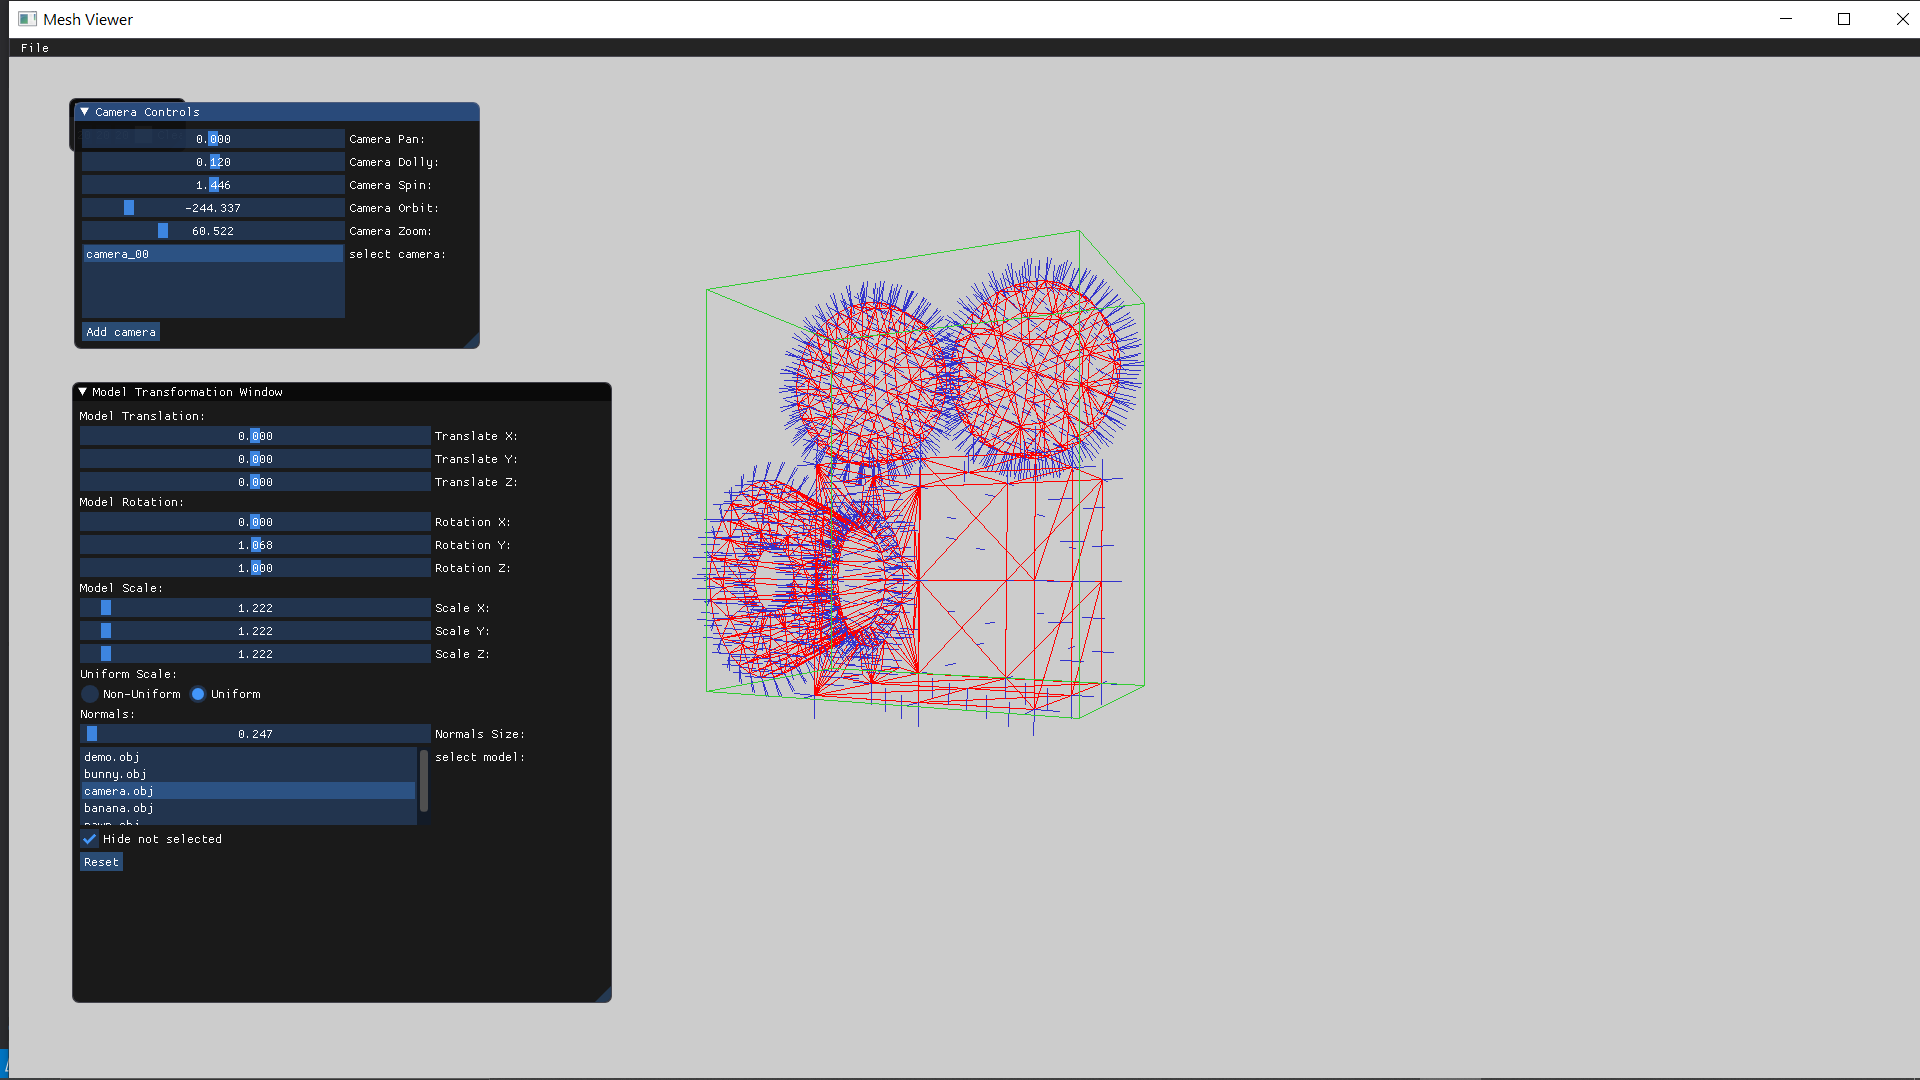 Mesh Viewer
File
Camera Controls
0.000 Camera Pan:
0.120 Camera Dolly:
1.446 Camera Spin:
-244.337 Camera Orbit:
60.522 Camera Zoom:
camera_00 select camera:
Add camera
Model Transformation Window
Model Translation:
0.000 Translate X:
0.000 Translate Y:
0.000 Translate Z:
Model Rotation:
0.000 Rotation X:
1.068 Rotation Y:
1.000 Rotation Z:
Model Scale:
1.222 Scale X:
1.222 Scale Y:
1.222 Scale Z:
Uniform Scale:
Non-Uniform Uniform
Normals:
0.247 Normals Size:
demo.obj select model:
bunny.obj
camera.obj
banana.obj
Hide not selected
Reset